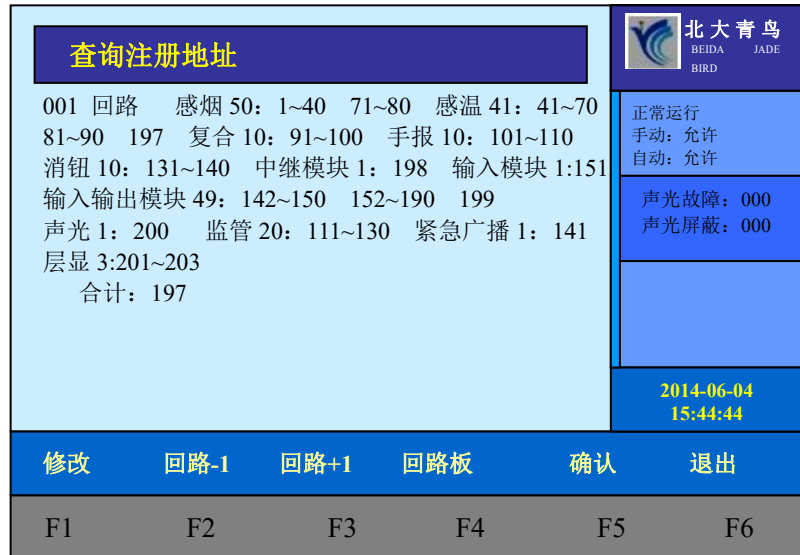 查询注册地址
001 回路 感烟 50：1~40 71~80 感温 41：41~70
81~90 197 复合 10：91~100 手报 10：101~110
消钮 10：131~140 中继模块 1：198 输入模块 1:151
输入输出模块 49：142~150 152~190 199
声光 1：200 监管 20：111~130 紧急广播 1：141
层显 3:201~203
合计：197
北大青鸟
BEIDA JADE
BIRD
正常运行
手动：允许
自动：允许
声光故障：000
声光屏蔽：000
2014-06-04
15:44:44
修改 回路-1 回路+1 回路板 确认 退出
F1 F2 F3 F4 F5 F6